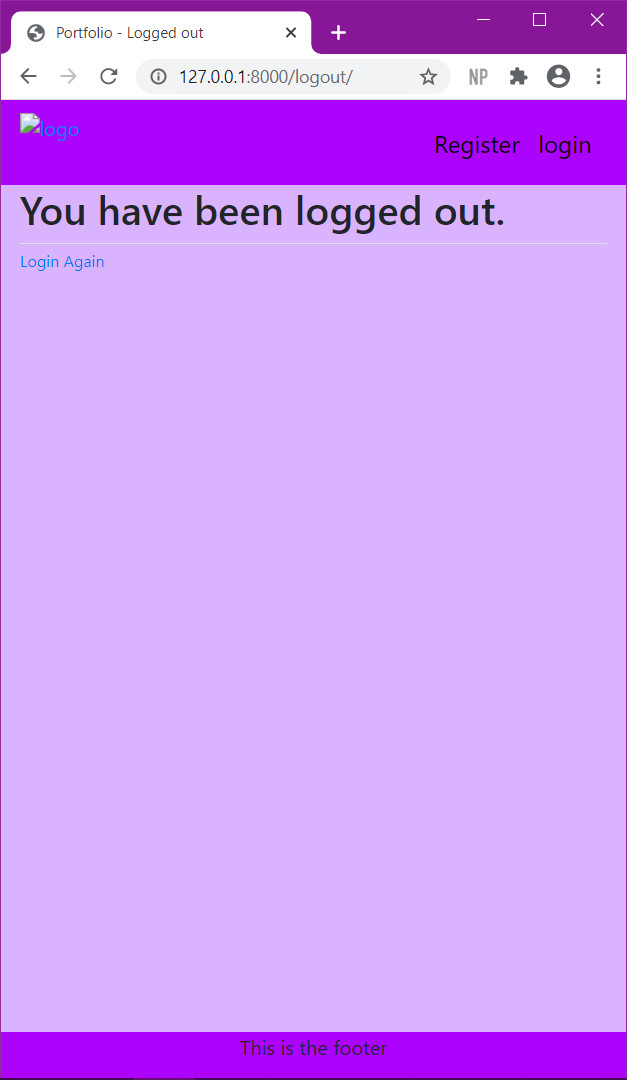 Portfolio - Logged out
127.0.0.1:8000/logout/
NP
logo
Register login
You have been logged out.
Login Again
This is the footer